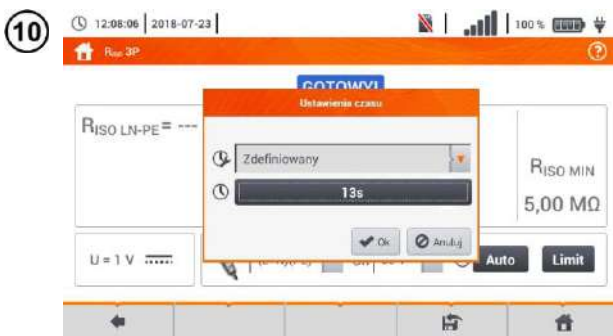 10
12:08:06 2018-07-23 100 %
RISO 3P
GOTOWY!
Ustawienia czasu
RISO LN-PE= ---
Zdefiniowany
13s
RISO MIN
5,00 MΩ
Ok Anuluj
U = 1 V
Auto Limit